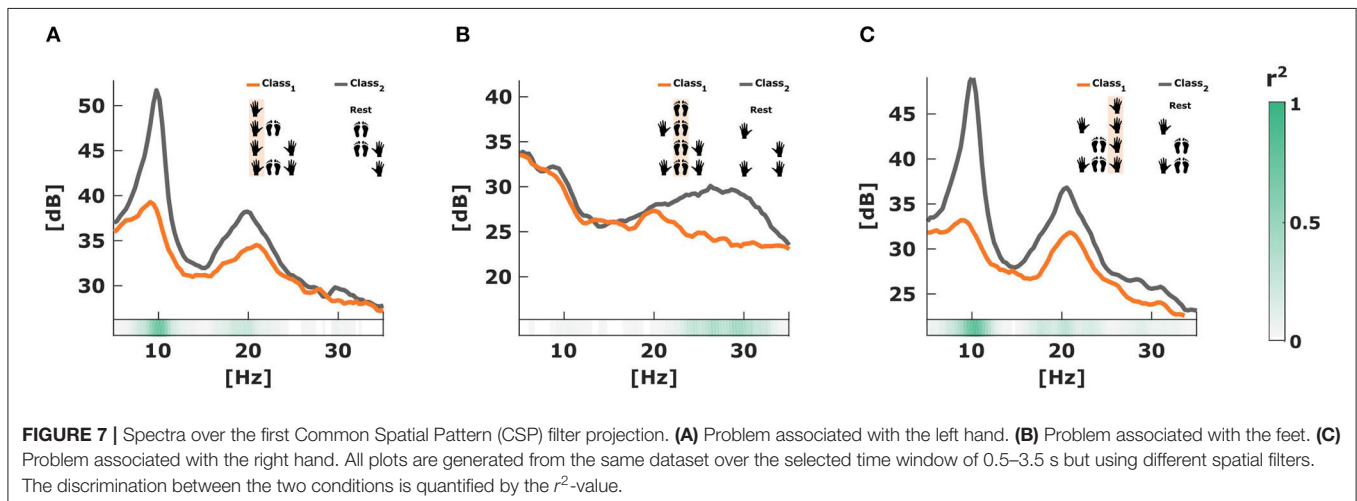 A
B
C
Class1
Class2
Rest
50
45
40
35
30
[dB]
10
20
30
[Hz]
Class1
Class2
Rest
40
35
30
25
20
[dB]
10
20
30
[Hz]
Class1
Class2
Rest
45
40
35
30
25
[dB]
10
20
30
[Hz]
r²
1
0.5
0
FIGURE 7 | Spectra over the first Common Spatial Pattern (CSP) filter projection. (A) Problem associated with the left hand. (B) Problem associated with the feet. (C)
Problem associated with the right hand. All plots are generated from the same dataset over the selected time window of 0.5–3.5 s but using different spatial filters.
The discrimination between the two conditions is quantified by the r²-value.